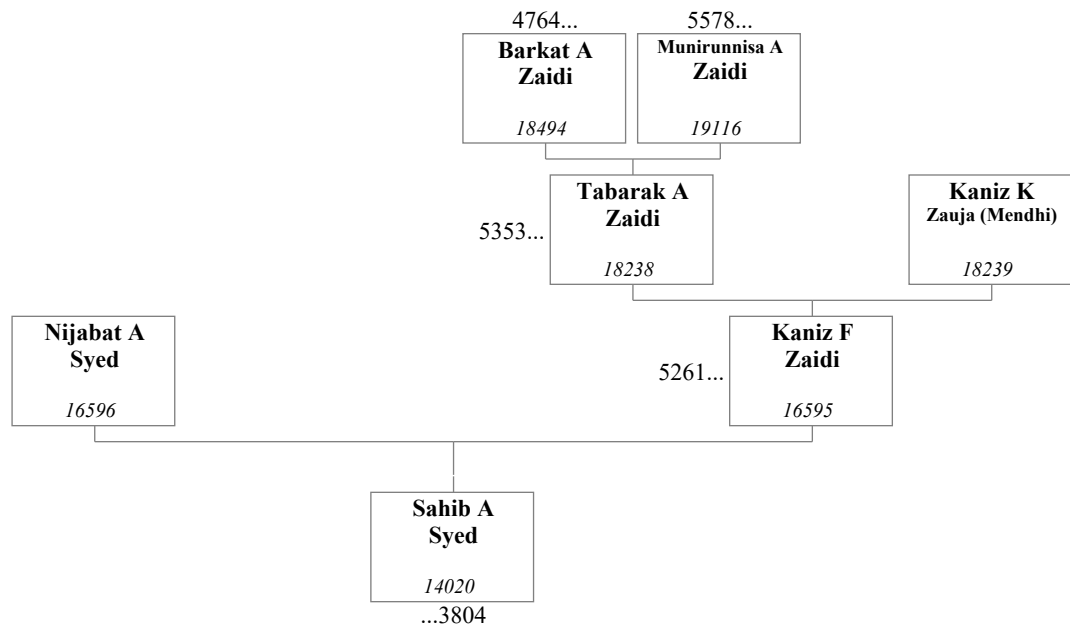 4764...
5578...
Barkat A
Zaidi
18494
Munirunnisa A
Zaidi
19116
5353...
Tabarak A
Zaidi
18238
Kaniz K
Zauja (Mendhi)
18239
Nijabat A
Syed
16596
5261...
Kaniz F
Zaidi
16595
Sahib A
Syed
14020
...3804